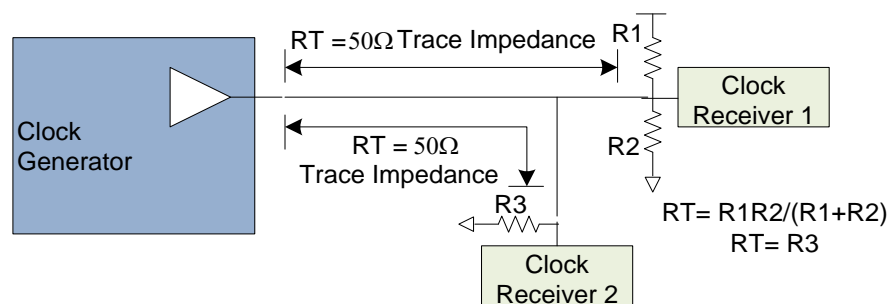 RT = 50Ω Trace Impedance
R1
Clock
Receiver 1
Clock
Generator
R2
RT = 50Ω
Trace Impedance
R3
RT= R1R2/(R1+R2)
RT= R3
Clock
Receiver 2